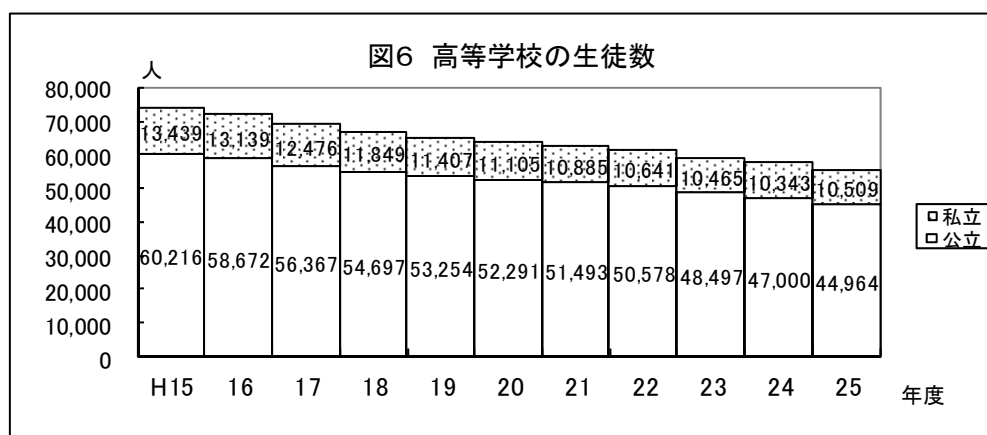 図6 高等学校の生徒数
人
80,000
70,000
60,000
50,000
40,000
30,000
20,000
10,000
0
13,439 13,139 12,476 11,849 11,407 11,105 10,885 10,641 10,465 10,343 10,509
60,216 58,672 56,367 54,697 53,254 52,291 51,493 50,578 48,497 47,000 44,964
私立
公立
H15 16 17 18 19 20 21 22 23 24 25 年度